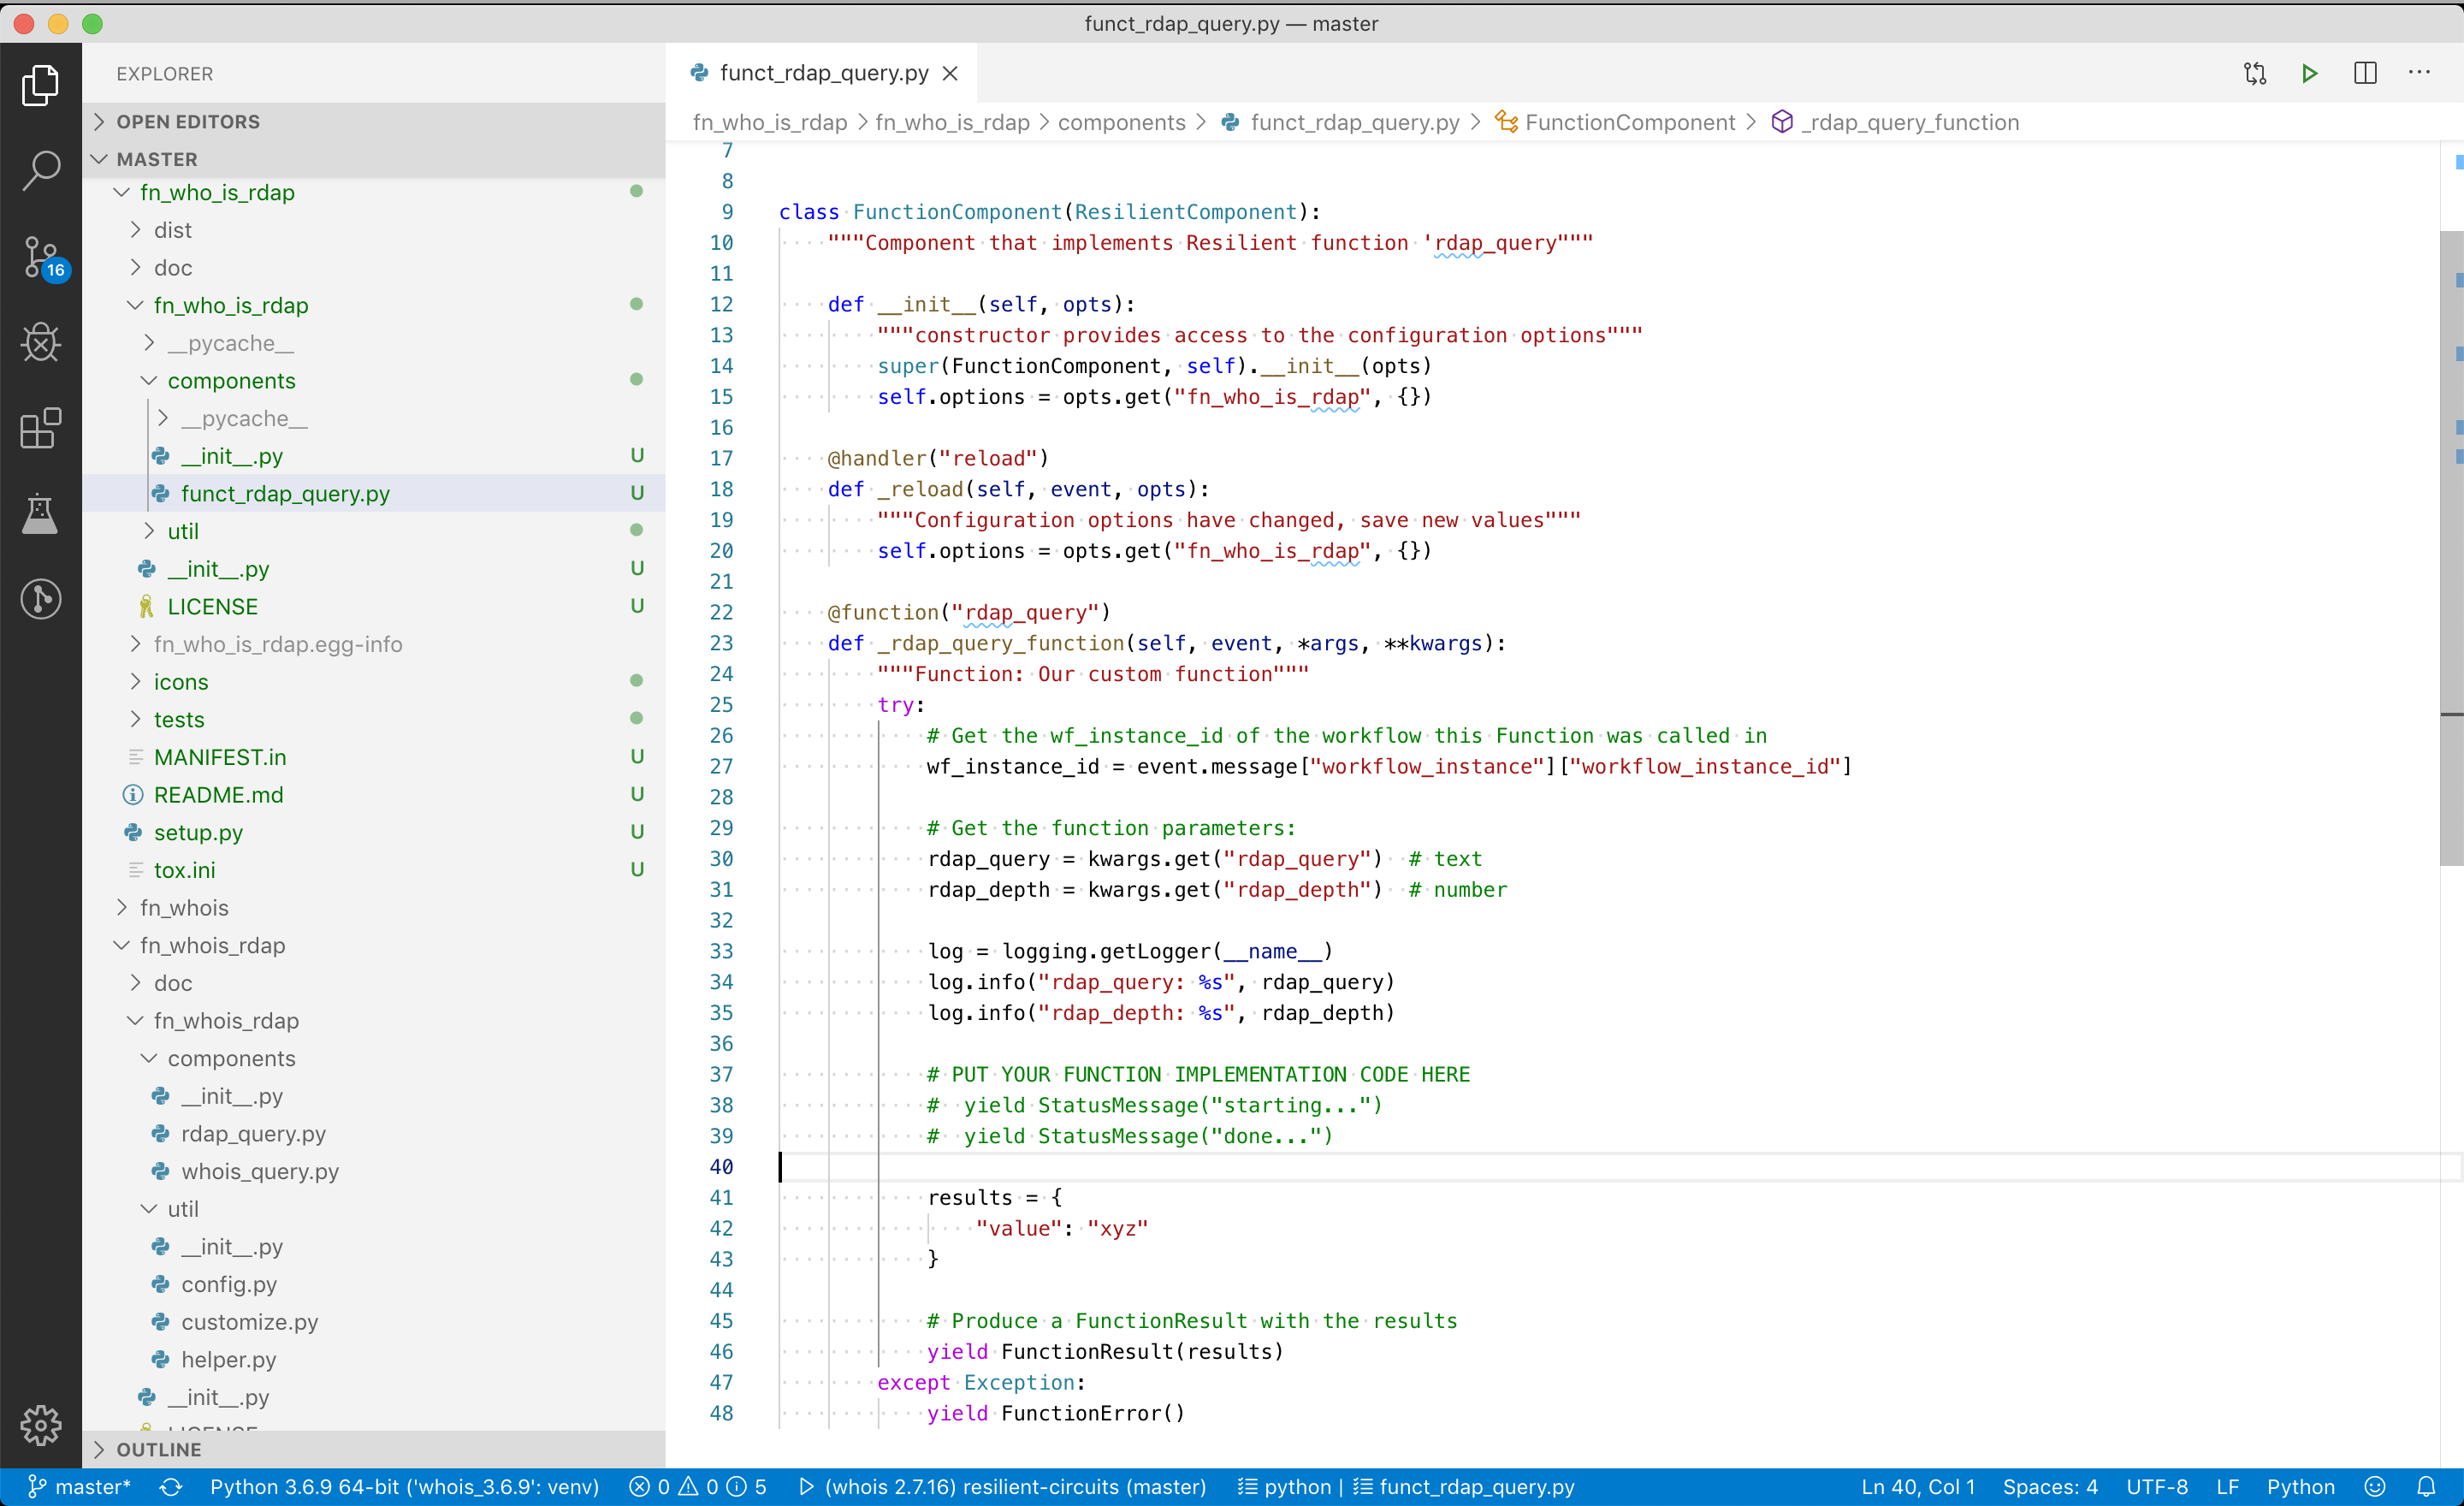 funct_rdap_query.py — master
EXPLORER
OPEN EDITORS
MASTER
fn_who_is_rdap
dist
doc
fn_who_is_rdap
__pycache__
components
__pycache__
__init__.py U
funct_rdap_query.py U
util
__init__.py U
LICENSE U
fn_who_is_rdap.egg-info
icons
tests
MANIFEST.in U
README.md U
setup.py U
tox.ini U
fn_whois
fn_whois_rdap
doc
fn_whois_rdap
components
__init__.py
rdap_query.py
whois_query.py
util
__init__.py
config.py
customize.py
helper.py
__init__.py
LICENSE
OUTLINE
16
funct_rdap_query.py
fn_who_is_rdap > fn_who_is_rdap > components > funct_rdap_query.py > FunctionComponent > _rdap_query_function
7
8
9 class FunctionComponent(ResilientComponent):
10     """Component that implements Resilient function 'rdap_query"""
11
12     def __init__(self, opts):
13         """constructor provides access to the configuration options"""
14         super(FunctionComponent, self).__init__(opts)
15         self.options = opts.get("fn_who_is_rdap", {})
16
17     @handler("reload")
18     def _reload(self, event, opts):
19         """Configuration options have changed, save new values"""
20         self.options = opts.get("fn_who_is_rdap", {})
21
22     @function("rdap_query")
23     def _rdap_query_function(self, event, *args, **kwargs):
24         """Function: Our custom function"""
25         try:
26             # Get the wf_instance_id of the workflow this Function was called in
27             wf_instance_id = event.message["workflow_instance"]["workflow_instance_id"]
28
29             # Get the function parameters:
30             rdap_query = kwargs.get("rdap_query")  # text
31             rdap_depth = kwargs.get("rdap_depth")  # number
32
33             log = logging.getLogger(__name__)
34             log.info("rdap_query: %s", rdap_query)
35             log.info("rdap_depth: %s", rdap_depth)
36
37             # PUT YOUR FUNCTION IMPLEMENTATION CODE HERE
38             #  yield StatusMessage("starting...")
39             #  yield StatusMessage("done...")
40
41             results = {
42                 "value": "xyz"
43             }
44
45             # Produce a FunctionResult with the results
46             yield FunctionResult(results)
47         except Exception:
48             yield FunctionError()
master* Python 3.6.9 64-bit ('whois_3.6.9': venv) 0 0 5 (whois 2.7.16) resilient-circuits (master) python | funct_rdap_query.py Ln 40, Col 1 Spaces: 4 UTF-8 LF Python